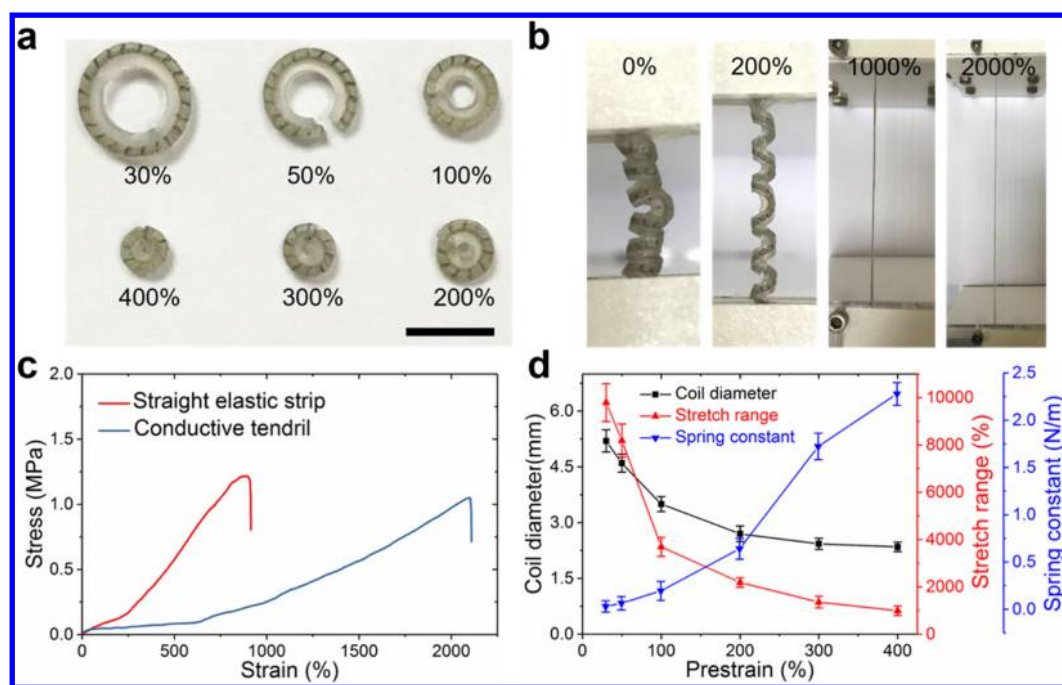 a
30%
50%
100%
400%
300%
200%
b
0%
200%
1000%
2000%
c
2.0
1.5
1.0
0.5
0.0
Stress (MPa)
Straight elastic strip
Conductive tendril
0
500
1000
1500
2000
Strain (%)
d
6.0
4.5
3.0
1.5
0.0
Coil diameter(mm)
Coil diameter
Stretch range
Spring constant
0
100
200
300
400
Prestrain (%)
10000
8000
6000
4000
2000
0
Stretch range (%)
2.5
2.0
1.5
1.0
0.5
0.0
Spring constant (N/m)